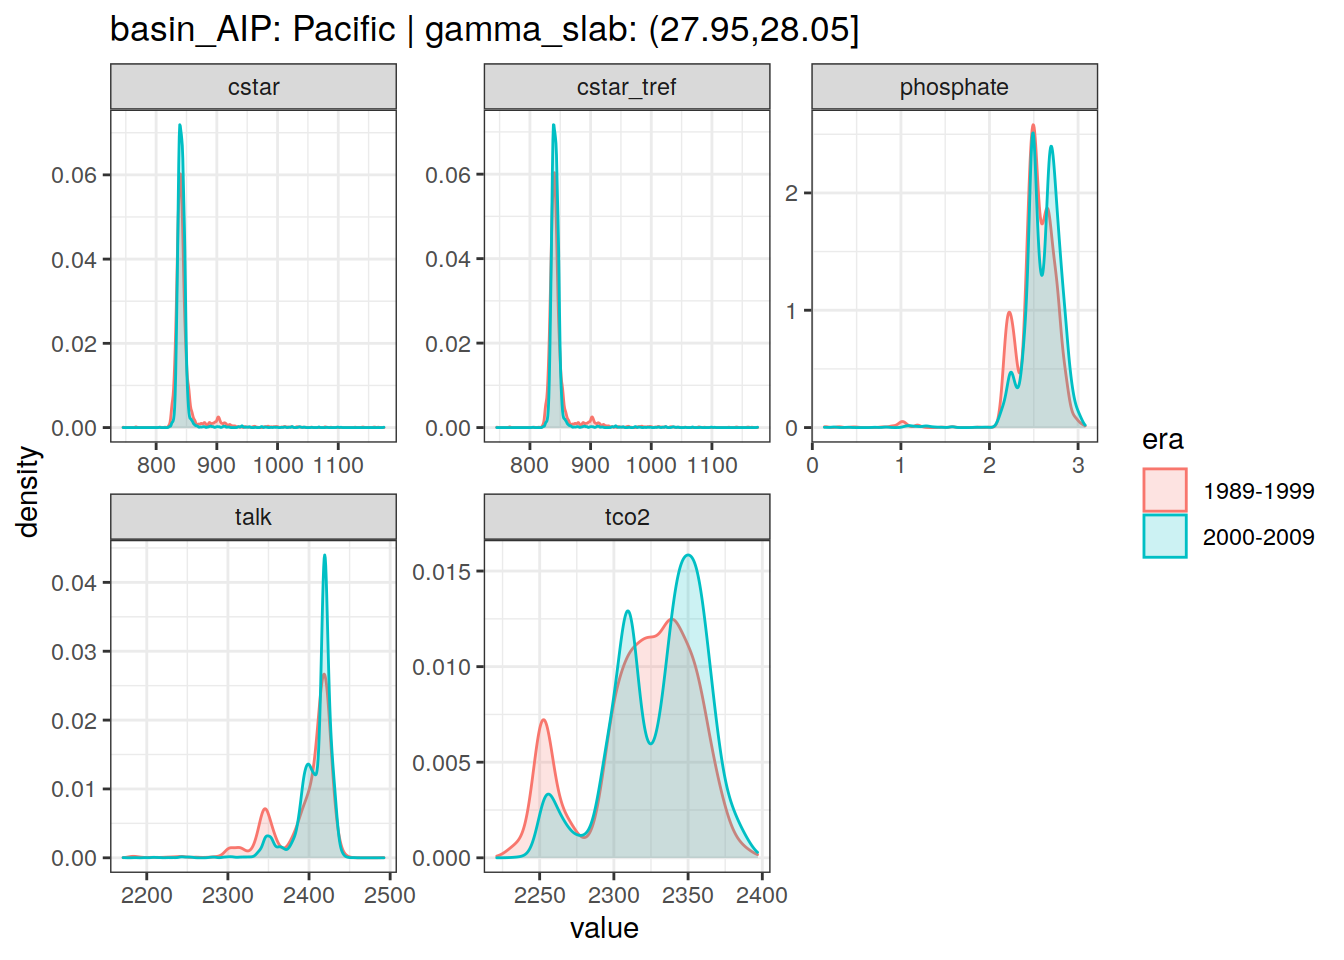 basin_AIP: Pacific | gamma_slab: (27.95,28.05]
cstar
cstar_tref
phosphate
0.06
0.04
0.02
0.00
800 900 1000 1100
0.06
0.04
0.02
0.00
800 900 1000 1100
2
1
0
0 1 2 3
talk
tco2
0.04
0.03
0.02
0.01
0.00
2200 2300 2400 2500
0.015
0.010
0.005
0.000
2250 2300 2350 2400
density
value
era
1989-1999
2000-2009